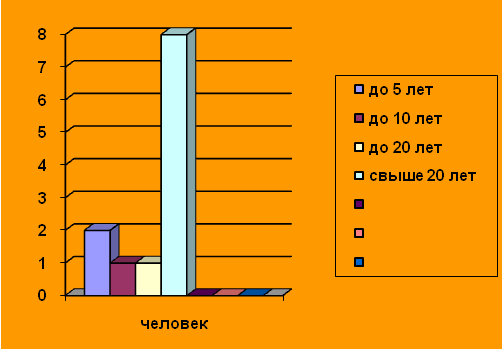 8
7
6
5
4
3
2
1
0
человек
до 5 лет
до 10 лет
до 20 лет
свыше 20 лет